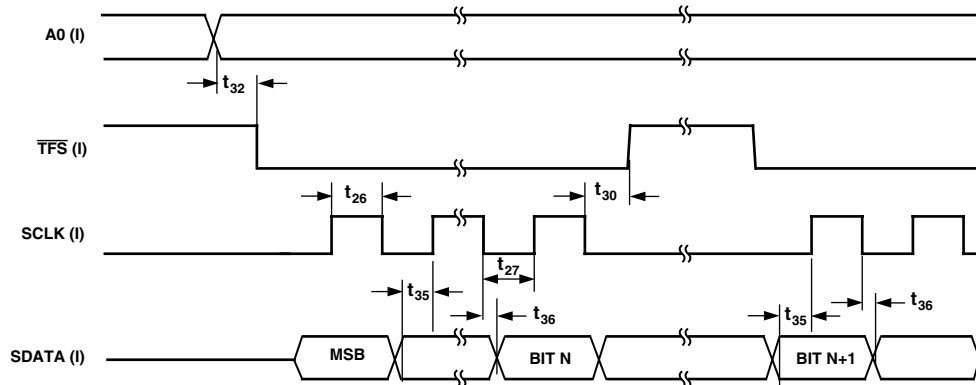 A0 (I)
t32
TFS (I)
t26
t30
SCLK (I)
t27
t35
t36
t35
t36
SDATA (I)
MSB
BIT N
BIT N+1